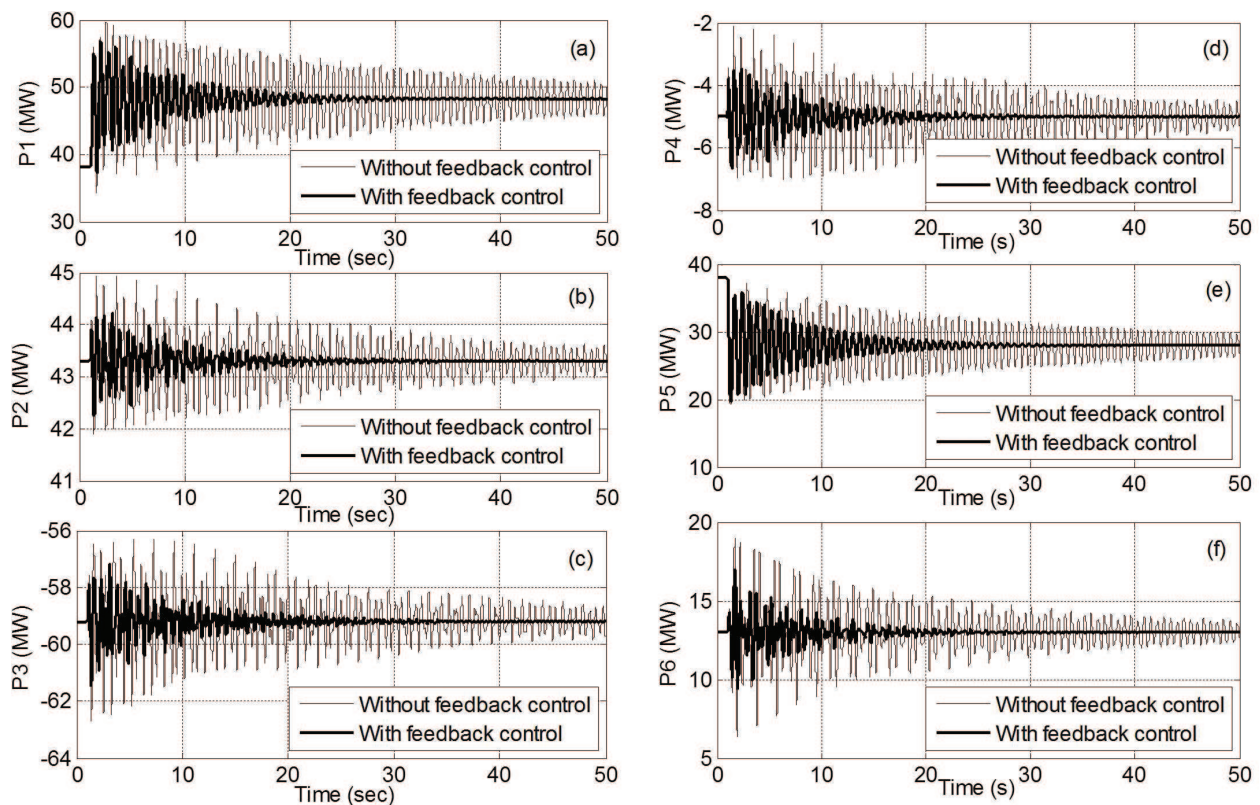 60
50
40
30
P1 (MW)
(a)
Without feedback control
With feedback control
0 10 20 30 40 50
Time (sec)
45
44
43
42
41
P2 (MW)
(b)
Without feedback control
With feedback control
0 10 20 30 40 50
Time (sec)
-56
-58
-60
-62
-64
P3 (MW)
(c)
Without feedback control
With feedback control
0 10 20 30 40 50
Time (sec)
-2
-4
-6
-8
P4 (MW)
(d)
Without feedback control
With feedback control
0 10 20 30 40 50
Time (s)
40
30
20
10
P5 (MW)
(e)
Without feedback control
With feedback control
0 10 20 30 40 50
Time (s)
20
15
10
5
P6 (MW)
(f)
Without feedback control
With feedback control
0 10 20 30 40 50
Time (s)